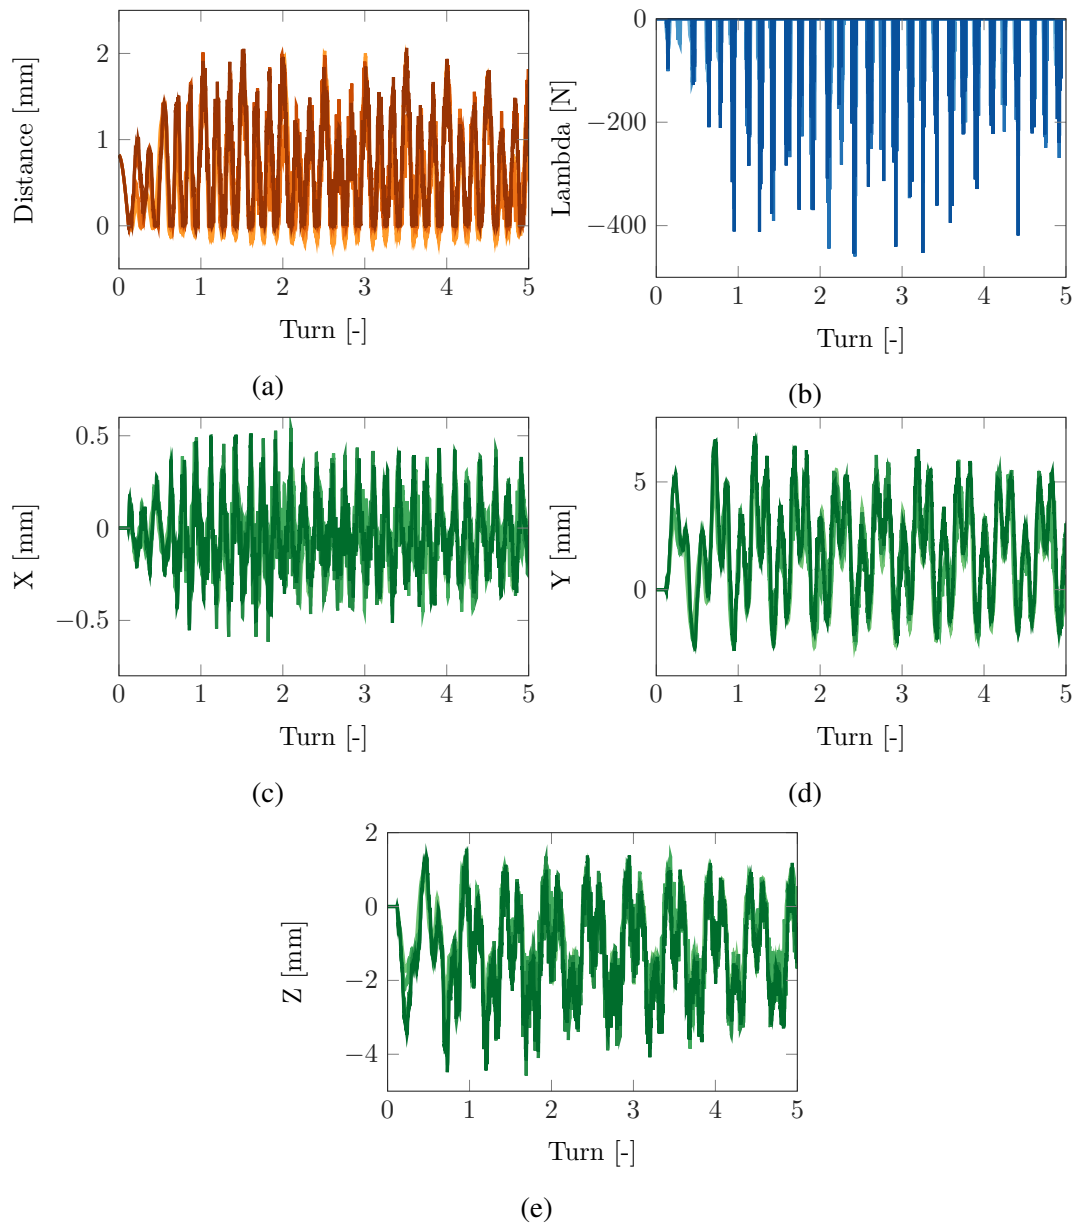 2
1
0
Distance [mm]
0 1 2 3 4 5
Turn [-]
(a)
0
−200
−400
Lambda [N]
0 1 2 3 4 5
Turn [-]
(b)
0.5
0
−0.5
X [mm]
0 1 2 3 4 5
Turn [-]
(c)
5
0
Y [mm]
0 1 2 3 4 5
Turn [-]
(d)
2
0
−2
−4
Z [mm]
0 1 2 3 4 5
Turn [-]
(e)